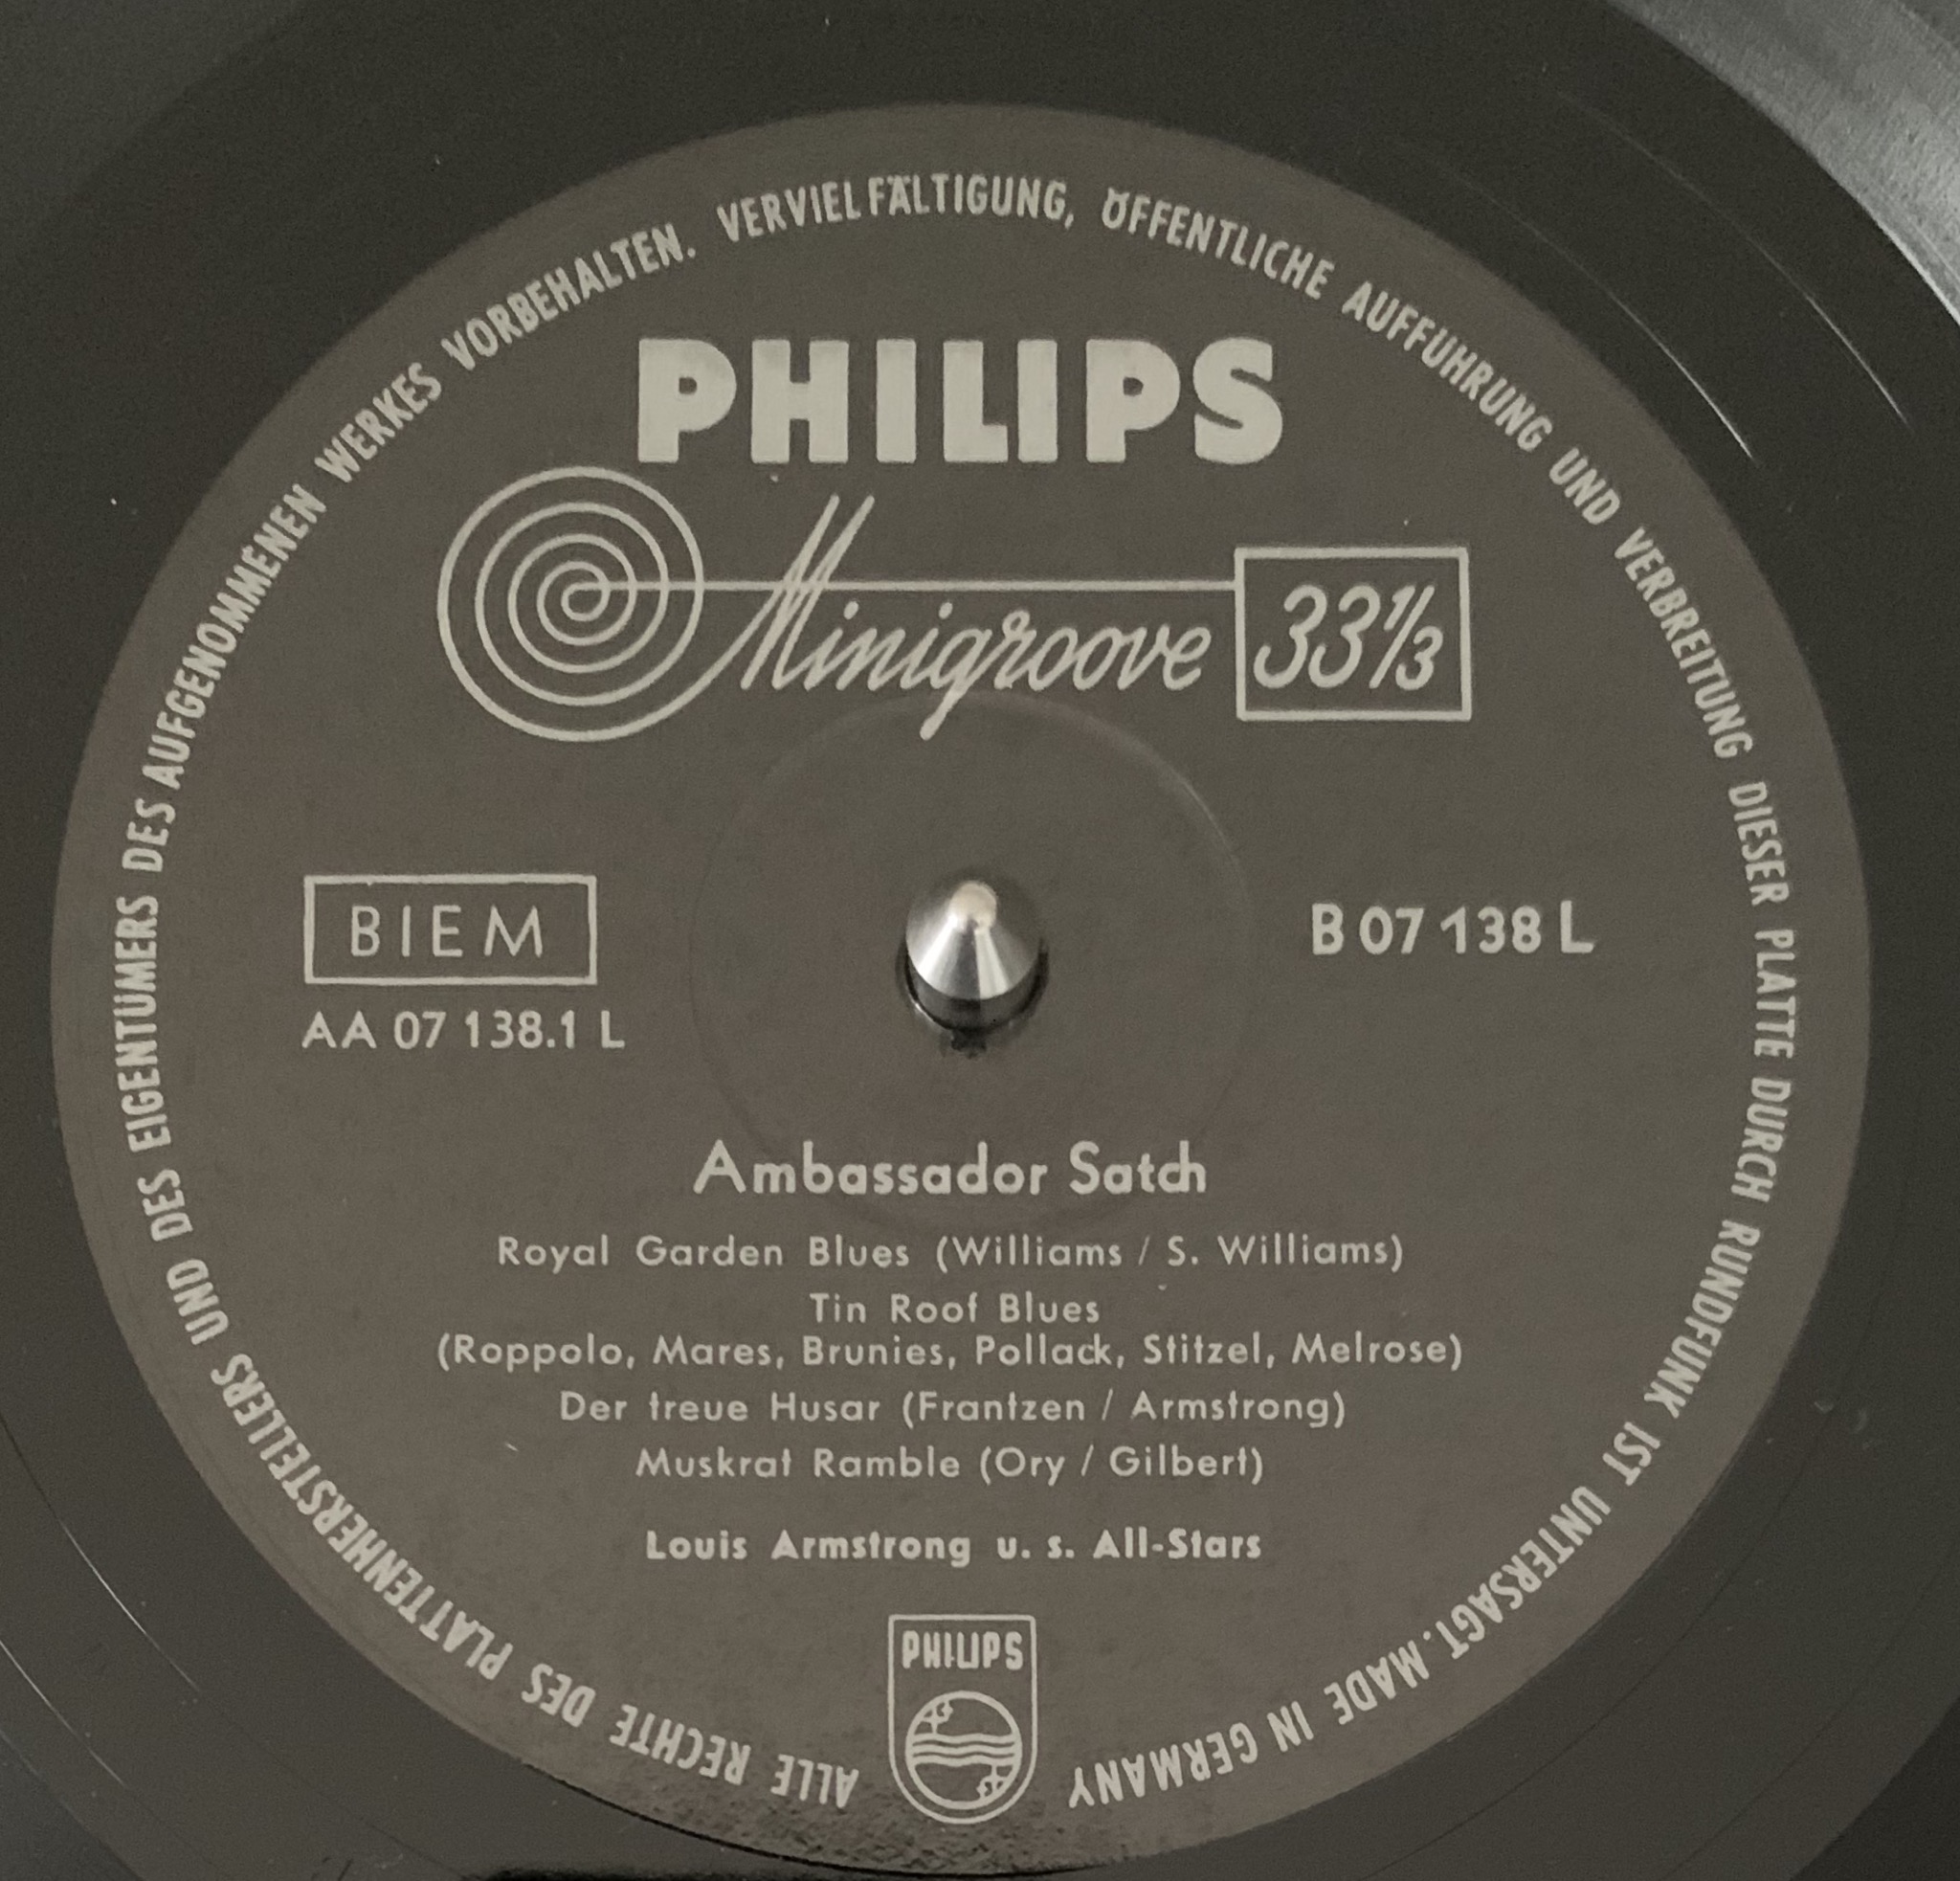 ALLE RECHTE DES PLATTENHERSTELLERS UND DES EIGENTÜMERS DES AUFGENOMMENEN WERKES VORBEHALTEN. VERVIELFÄLTIGUNG, ÖFFENTLICHE AUFFÜHRUNG UND VERBREITUNG DIESER PLATTE DURCH RUNDFUNK IST UNTERSAGT. MADE IN GERMANY
PHILIPS
Minigroove 33⅓
BIEM
B 07 138 L
AA 07 138.1 L
Ambassador Satch
Royal Garden Blues (Williams / S. Williams)
Tin Roof Blues
(Roppolo, Mares, Brunies, Pollack, Stitzel, Melrose)
Der treue Husar (Frantzen / Armstrong)
Muskrat Ramble (Ory / Gilbert)
Louis Armstrong u. s. All-Stars
PHILIPS